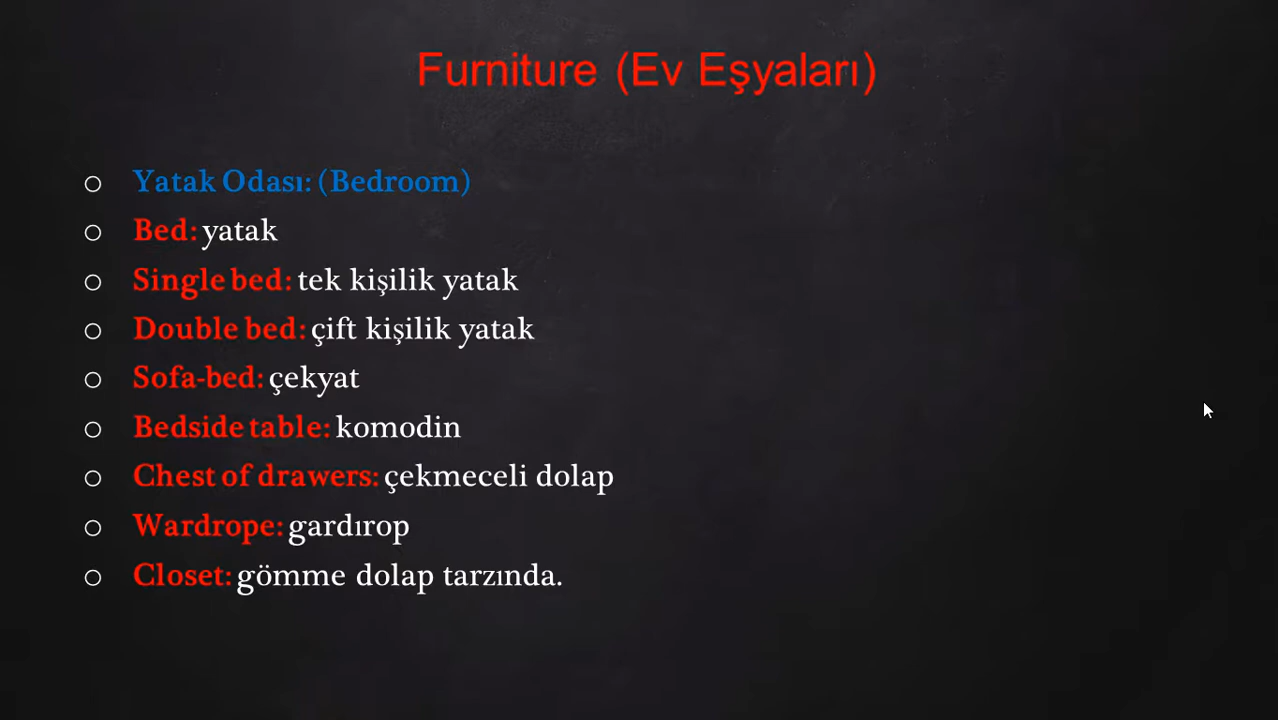 Furniture (Ev Eşyaları)
Yatak Odası: (Bedroom)
Bed: yatak
Single bed: tek kişilik yatak
Double bed: çift kişilik yatak
Sofa-bed: çekyat
Bedside table: komodin
Chest of drawers: çekmeceli dolap
Wardrope: gardırop
Closet: gömme dolap tarzında.